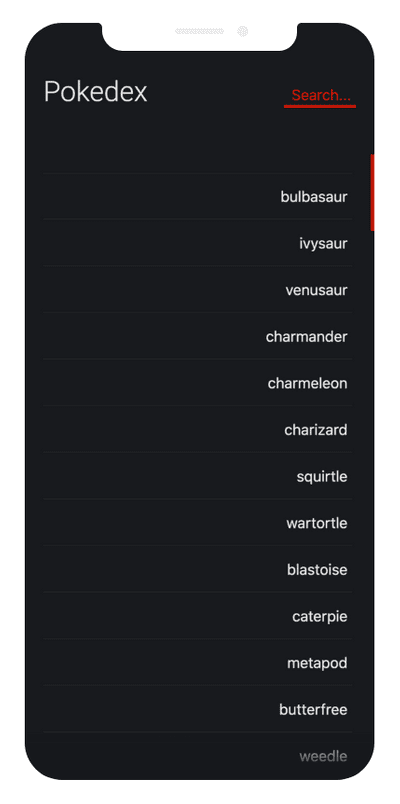 Pokedex
Search...
bulbasaur
ivysaur
venusaur
charmander
charmeleon
charizard
squirtle
wartortle
blastoise
caterpie
metapod
butterfree
weedle